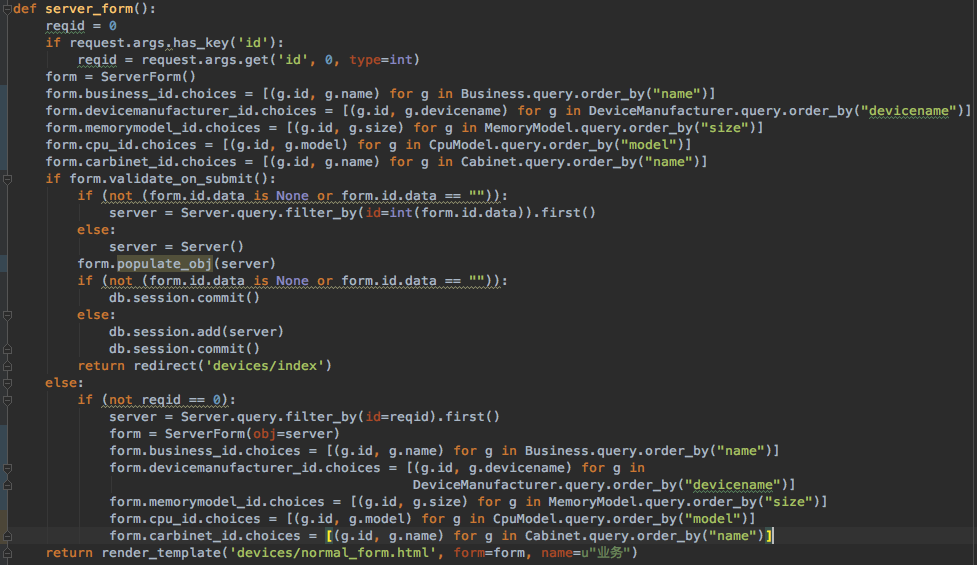 def server_form():
    reqid = 0
    if request.args.has_key('id'):
        reqid = request.args.get('id', 0, type=int)
    form = ServerForm()
    form.business_id.choices = [(g.id, g.name) for g in Business.query.order_by("name")]
    form.devicemanufacturer_id.choices = [(g.id, g.devicename) for g in DeviceManufacturer.query.order_by("devicename")]
    form.memorymodel_id.choices = [(g.id, g.size) for g in MemoryModel.query.order_by("size")]
    form.cpu_id.choices = [(g.id, g.model) for g in CpuModel.query.order_by("model")]
    form.carbinet_id.choices = [(g.id, g.name) for g in Cabinet.query.order_by("name")]
    if form.validate_on_submit():
        if (not (form.id.data is None or form.id.data == "")):
            server = Server.query.filter_by(id=int(form.id.data)).first()
        else:
            server = Server()
        form.populate_obj(server)
        if (not (form.id.data is None or form.id.data == "")):
            db.session.commit()
        else:
            db.session.add(server)
            db.session.commit()
        return redirect('devices/index')
    else:
        if (not reqid == 0):
            server = Server.query.filter_by(id=reqid).first()
            form = ServerForm(obj=server)
            form.business_id.choices = [(g.id, g.name) for g in Business.query.order_by("name")]
            form.devicemanufacturer_id.choices = [(g.id, g.devicename) for g in
                                                  DeviceManufacturer.query.order_by("devicename")]
            form.memorymodel_id.choices = [(g.id, g.size) for g in MemoryModel.query.order_by("size")]
            form.cpu_id.choices = [(g.id, g.model) for g in CpuModel.query.order_by("model")]
            form.carbinet_id.choices = [(g.id, g.name) for g in Cabinet.query.order_by("name")]
    return render_template('devices/normal_form.html', form=form, name=u"业务")